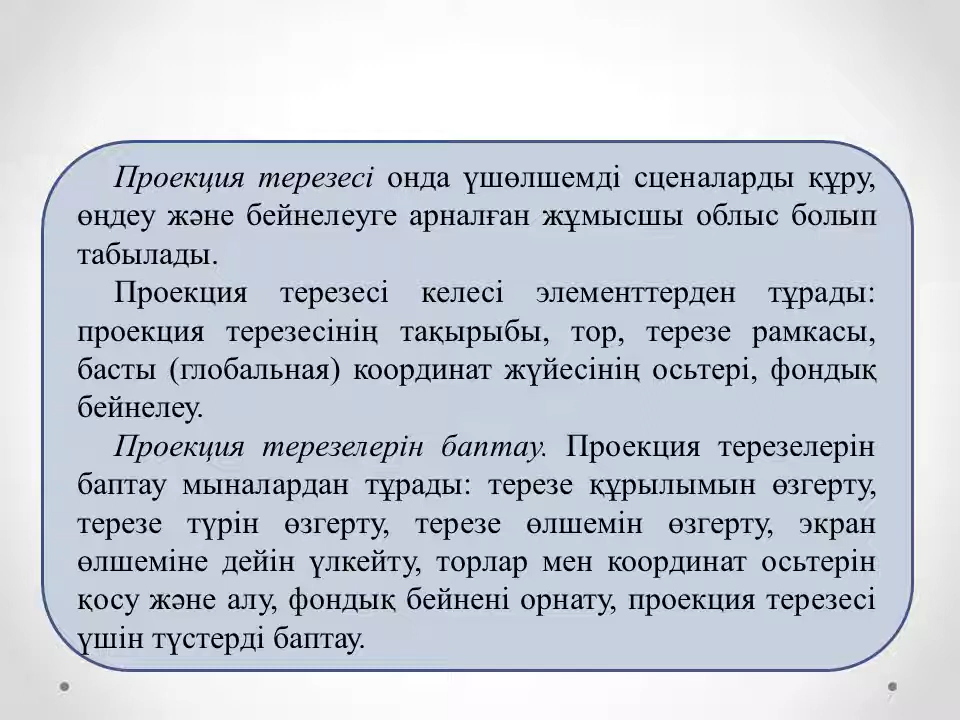 Проекция терезесі онда үшөлшемді сценаларды құру,
өңдеу және бейнелеуге арналған жұмысшы облыс болып
табылады.
Проекция терезесі келесі элементтерден тұрады:
проекция терезесінің тақырыбы, тор, терезе рамкасы,
басты (глобальная) координат жүйесінің осьтері, фондық
бейнелеу.
Проекция терезелерін баптау. Проекция терезелерін
баптау мыналардан тұрады: терезе құрылымын өзгерту,
терезе түрін өзгерту, терезе өлшемін өзгерту, экран
өлшеміне дейін үлкейту, торлар мен координат осьтерін
қосу және алу, фондық бейнені орнату, проекция терезесі
үшін түстерді баптау.